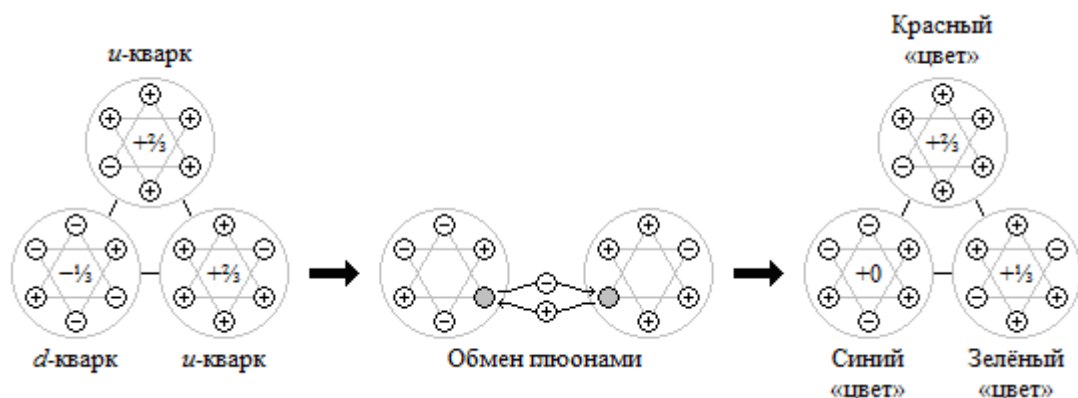 u-кварк
+⅔
−⅓
+⅔
d-кварк
u-кварк
Обмен глюонами
Красный
«цвет»
+⅔
+0
+⅓
Синий
«цвет»
Зелёный
«цвет»